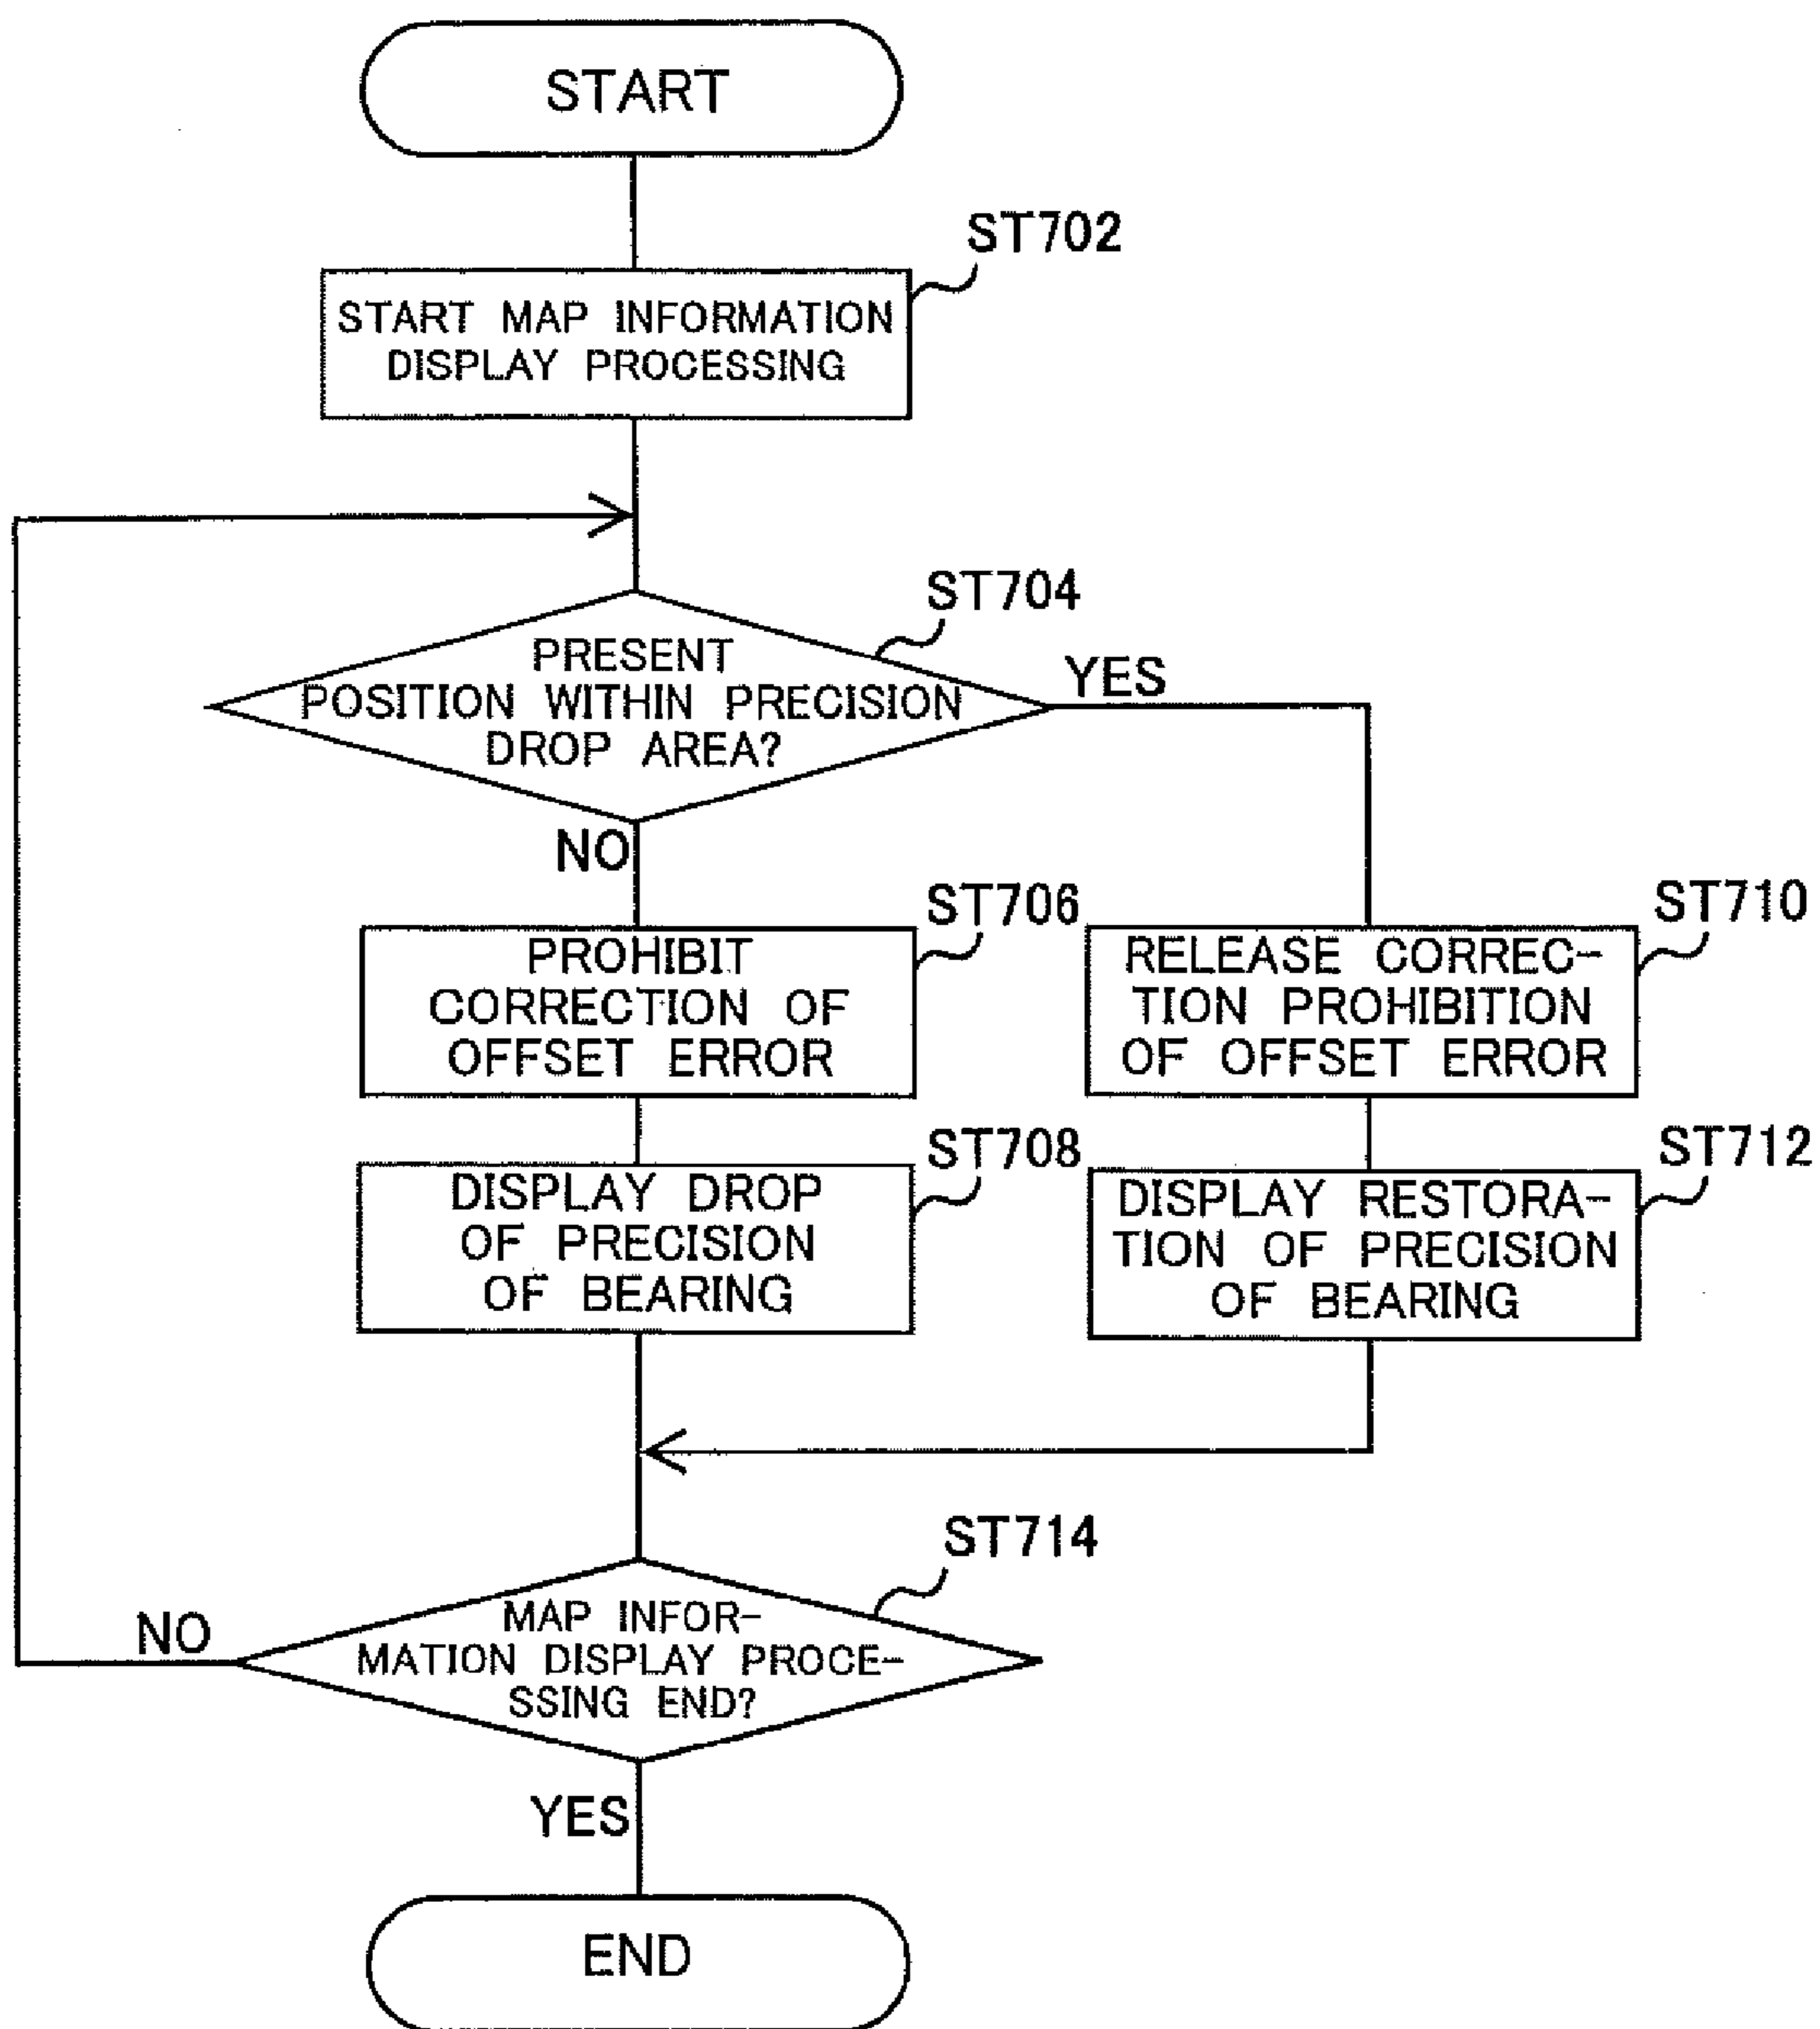 START
ST702
START MAP INFORMATION
DISPLAY PROCESSING
ST704
PRESENT
POSITION WITHIN PRECISION
DROP AREA?
YES
NO
ST706
PROHIBIT
CORRECTION OF
OFFSET ERROR
ST710
RELEASE CORREC-
TION PROHIBITION
OF OFFSET ERROR
ST708
DISPLAY DROP
OF PRECISION
OF BEARING
ST712
DISPLAY RESTORA-
TION OF PRECISION
OF BEARING
ST714
MAP INFOR-
MATION DISPLAY PROCE-
SSING END?
NO
YES
END